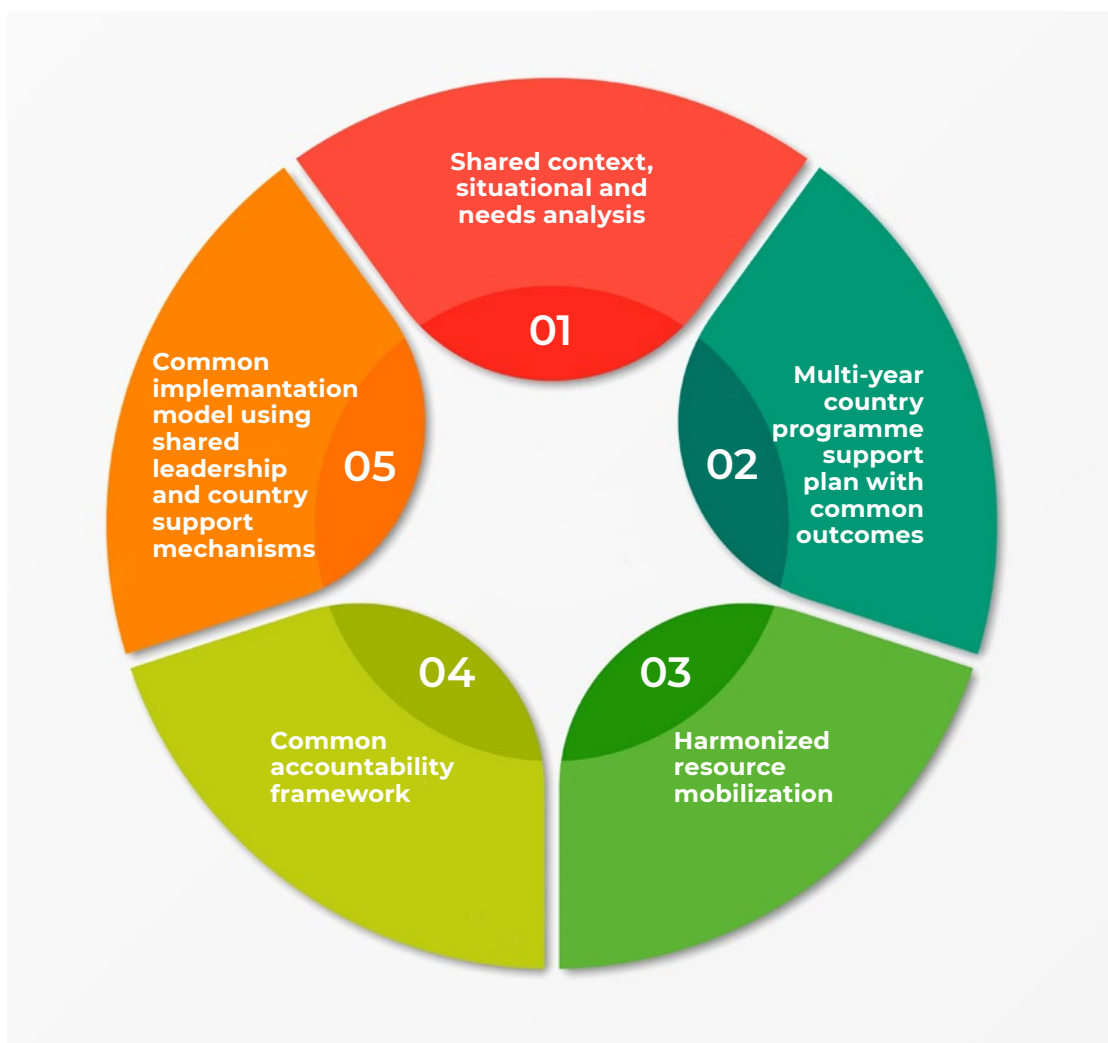 Shared context,
situational and
needs analysis
01
Multi-year
country
programme
support
plan with
common
outcomes
02
03
Harmonized
resource
mobilization
04
Common
accountability
framework
Common
implemantation
model using
shared
leadership
and country
support
mechanisms
05